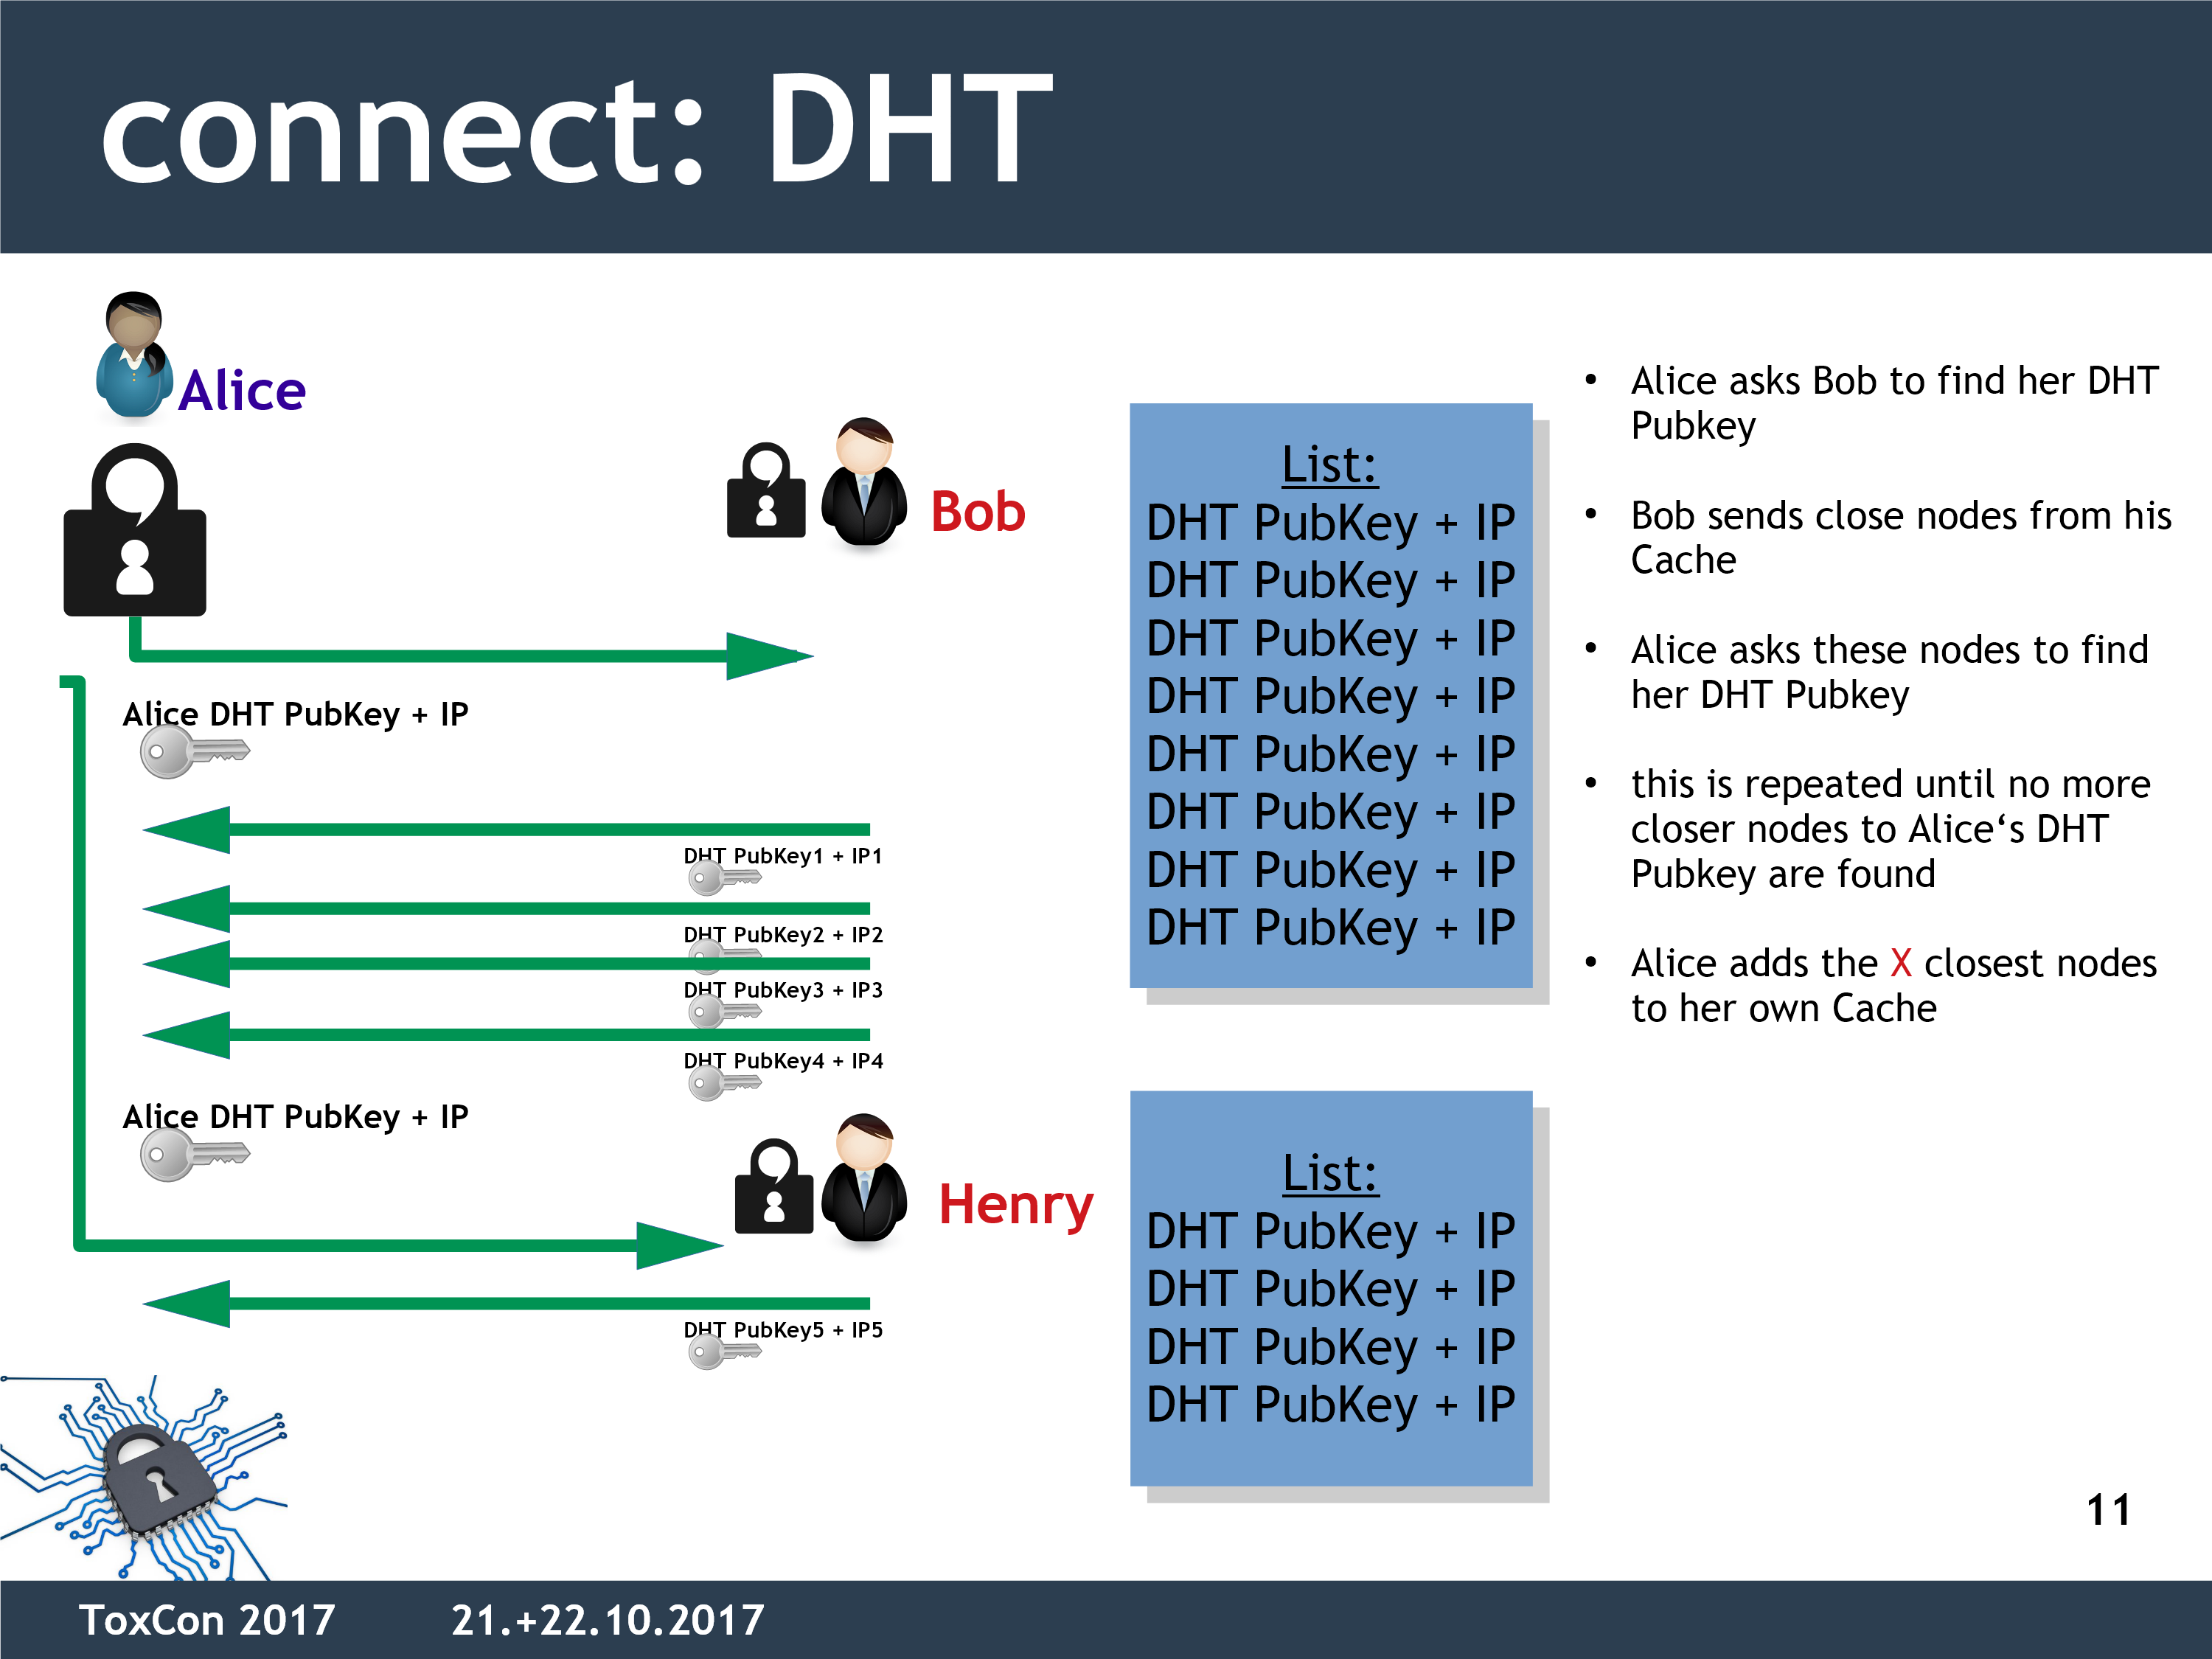 connect: DHT
Alice
Bob
Alice DHT PubKey + IP
DHT PubKey1 + IP1
DHT PubKey2 + IP2
DHT PubKey3 + IP3
DHT PubKey4 + IP4
Alice DHT PubKey + IP
Henry
DHT PubKey5 + IP5
List:
DHT PubKey + IP
DHT PubKey + IP
DHT PubKey + IP
DHT PubKey + IP
DHT PubKey + IP
DHT PubKey + IP
DHT PubKey + IP
DHT PubKey + IP
List:
DHT PubKey + IP
DHT PubKey + IP
DHT PubKey + IP
DHT PubKey + IP
• Alice asks Bob to find her DHT
Pubkey
• Bob sends close nodes from his
Cache
• Alice asks these nodes to find
her DHT Pubkey
• this is repeated until no more
closer nodes to Alice‘s DHT
Pubkey are found
• Alice adds the X closest nodes
to her own Cache
11
ToxCon 2017 21.+22.10.2017